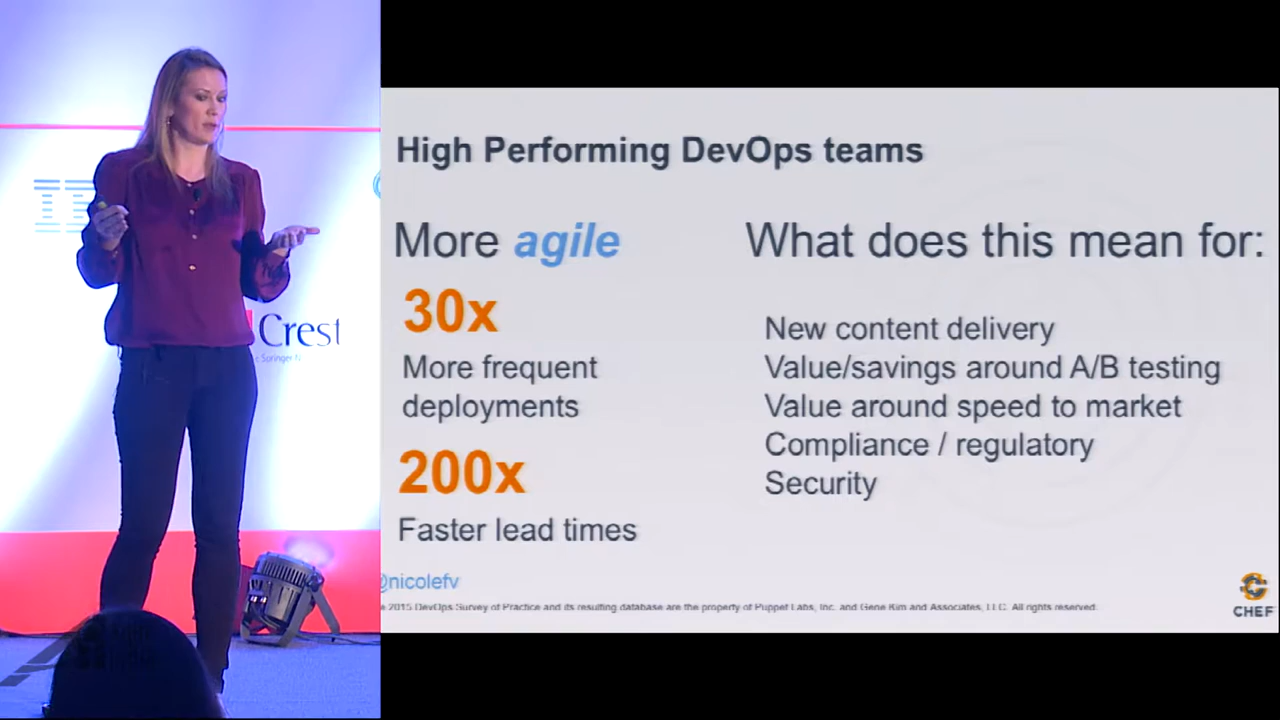 Crest
High Performing DevOps teams
More agile
30x
More frequent
deployments
200x
Faster lead times
What does this mean for:
New content delivery
Value/savings around A/B testing
Value around speed to market
Compliance / regulatory
Security
@nicolefv
2015 DevOps Survey of Practice and its resulting database are the property of Puppet Labs, Inc. and Gene Kim and Associates, LLC. All rights reserved.
CHEF